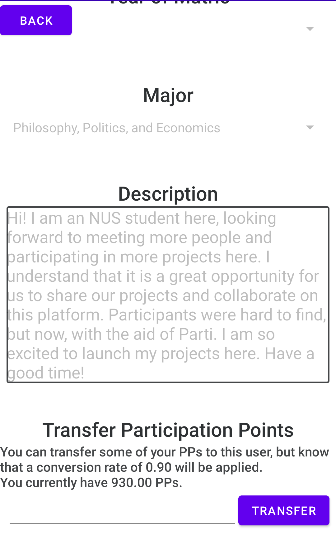 Year of Matric
BACK
Major
Philosophy, Politics, and Economics
Description
Hi! I am an NUS student here, looking
forward to meeting more people and
participating in more projects here. I
understand that it is a great opportunity for
us to share our projects and collaborate on
this platform. Participants were hard to find,
but now, with the aid of Parti. I am so
excited to launch my projects here. Have a
good time!
Transfer Participation Points
You can transfer some of your PPs to this user, but know
that a conversion rate of 0.90 will be applied.
You currently have 930.00 PPs.
TRANSFER